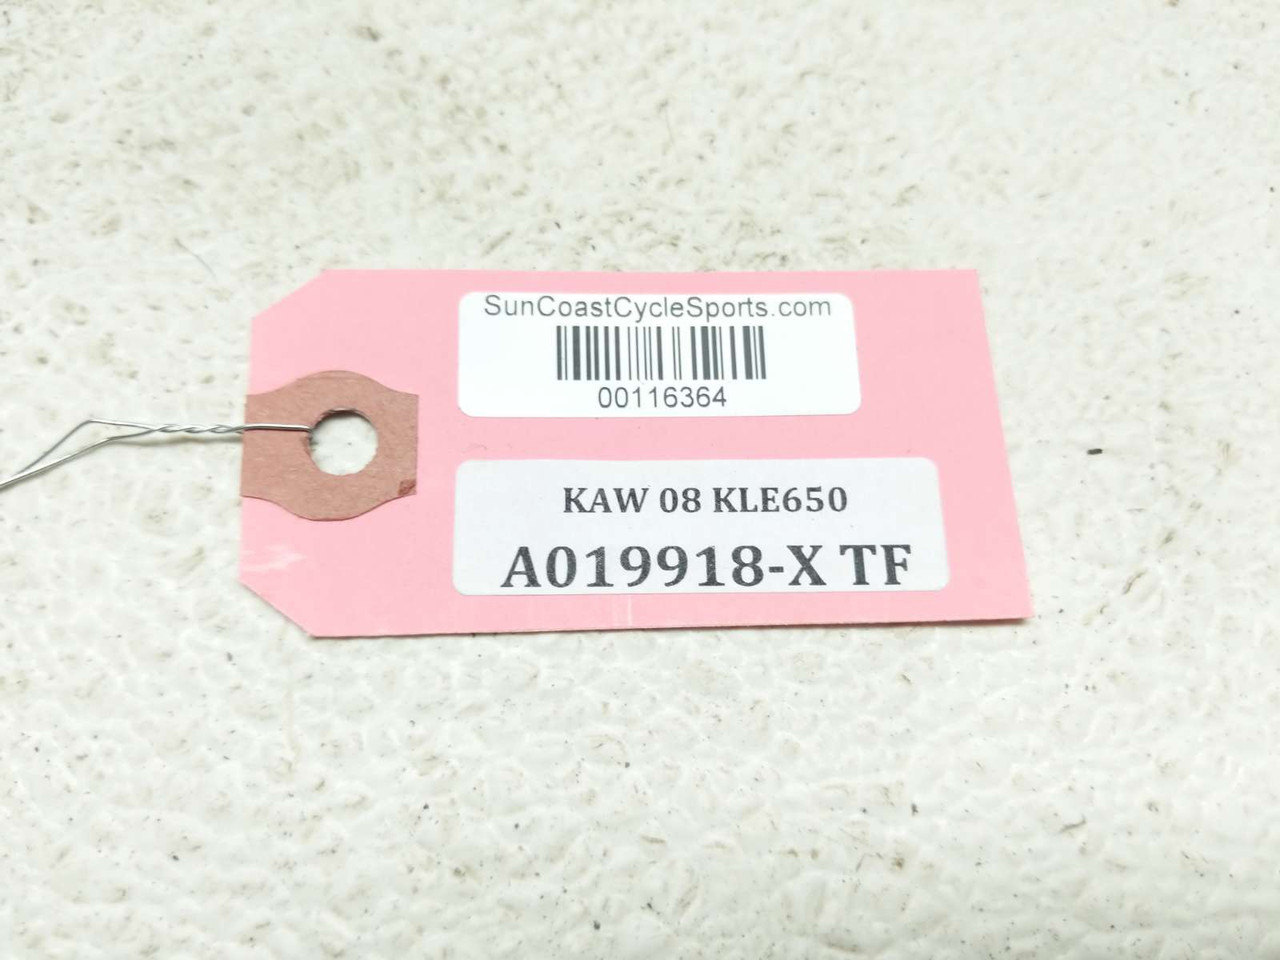 SunCoastCycleSports.com
00116364
KAW 08 KLE650
A019918-X TF